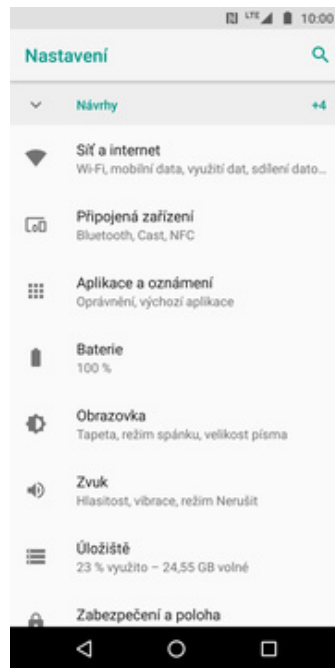 LTE 10:00
Nastavení
Návrhy +4
Síť a internet
Wi-Fi, mobilní data, využití dat, sdílení dato...
Připojená zařízení
Bluetooth, Cast, NFC
Aplikace a oznámení
Oprávnění, výchozí aplikace
Baterie
100 %
Obrazovka
Tapeta, režim spánku, velikost písma
Zvuk
Hlasitost, vibrace, režim Nerušit
Úložiště
23 % využito – 24,55 GB volné
Zabezpečení a poloha